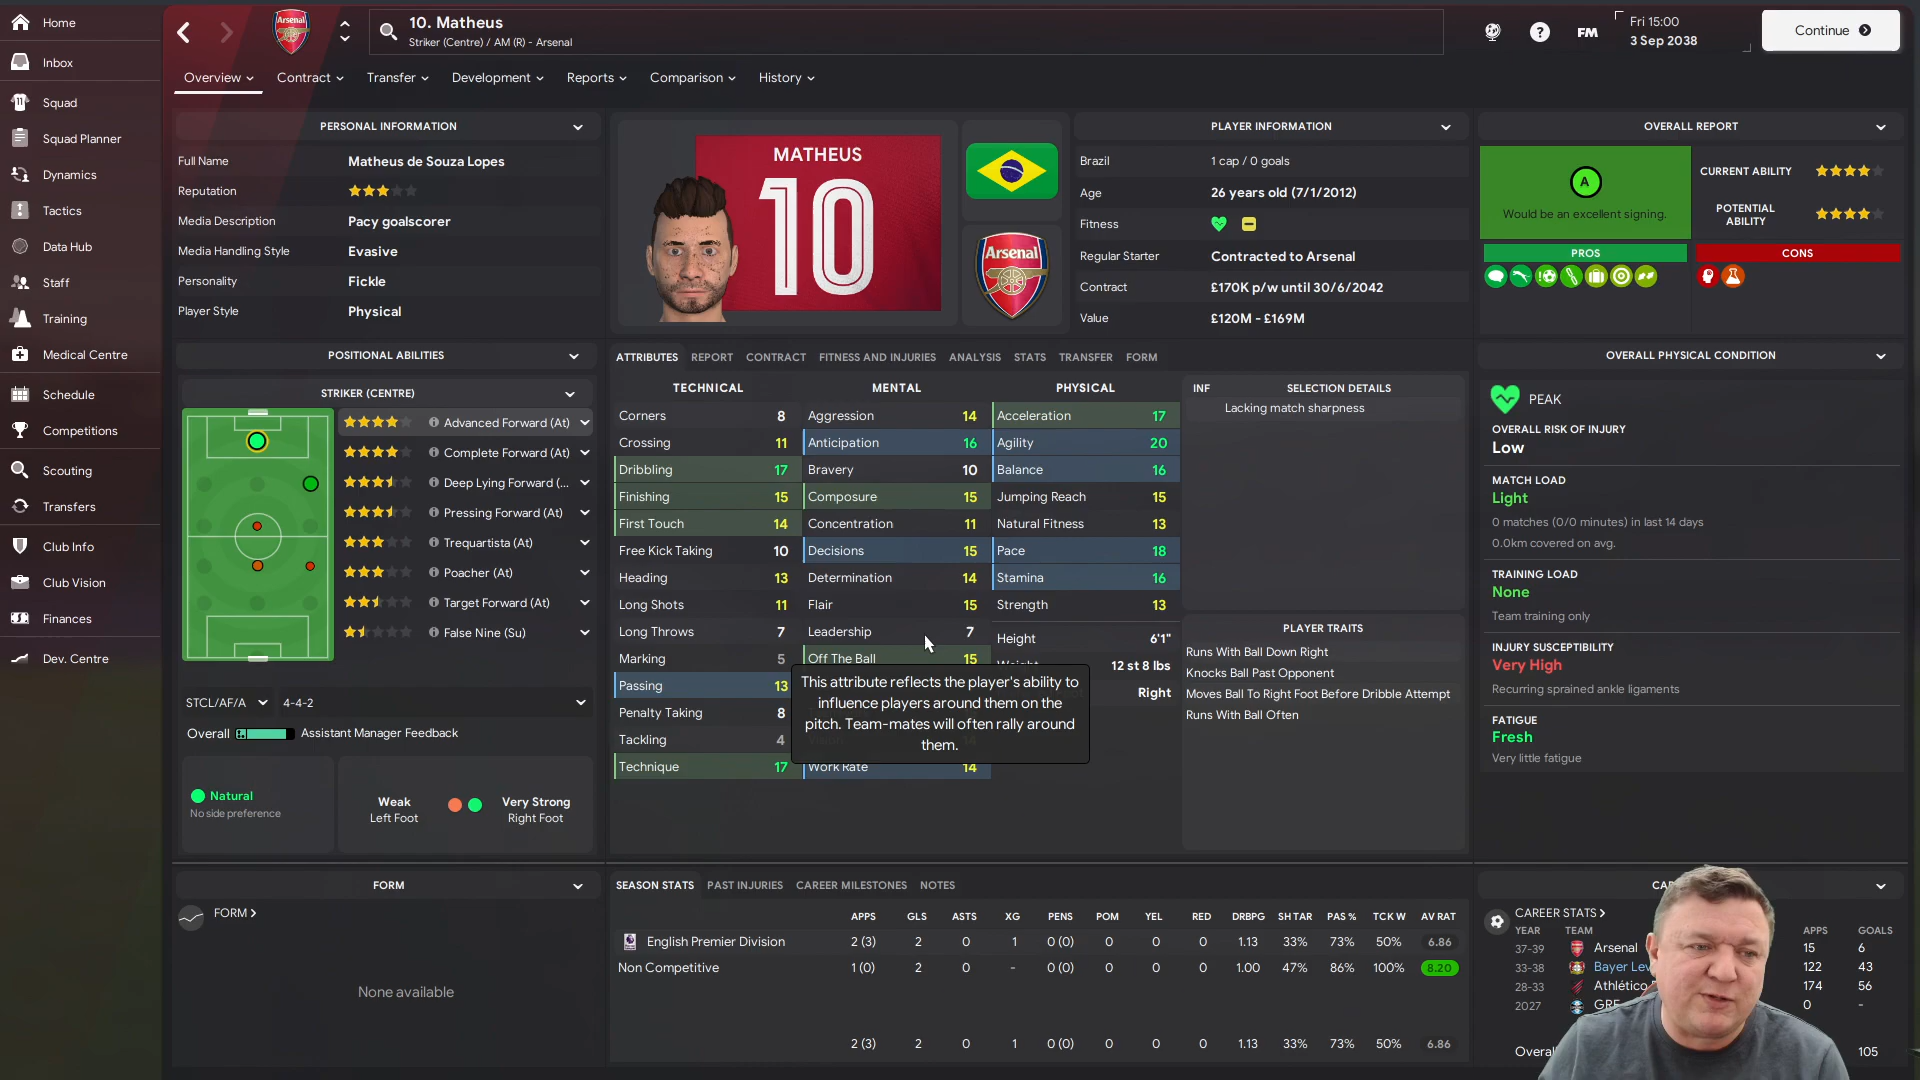 Home
Inbox
Squad
Squad Planner
Dynamics
Tactics
Data Hub
Staff
Training
Medical Centre
Schedule
Competitions
Scouting
Transfers
Club Info
Club Vision
Finances
Dev. Centre
Arsenal
10. Matheus
Striker (Centre) / AM (R) - Arsenal
FM
Fri 15:00
3 Sep 2038
Continue
Overview Contract Transfer Development Reports Comparison History
PERSONAL INFORMATION
Full Name Matheus de Souza Lopes
Reputation
Media Description Pacy goalscorer
Media Handling Style Evasive
Personality Fickle
Player Style Physical
MATHEUS
10
Arsenal
PLAYER INFORMATION
Brazil 1 cap / 0 goals
Age 26 years old (7/1/2012)
Fitness
Regular Starter Contracted to Arsenal
Contract £170K p/w until 30/6/2042
Value £120M - £169M
OVERALL REPORT
A
Would be an excellent signing.
CURRENT ABILITY
POTENTIAL
ABILITY
PROS CONS
POSITIONAL ABILITIES
STRIKER (CENTRE)
Advanced Forward (At)
Complete Forward (At)
Deep Lying Forward (...
Pressing Forward (At)
Trequartista (At)
Poacher (At)
Target Forward (At)
False Nine (Su)
STCL/AF/A 4-4-2
Overall Assistant Manager Feedback
Natural
No side preference
Weak
Left Foot
Very Strong
Right Foot
ATTRIBUTES REPORT CONTRACT FITNESS AND INJURIES ANALYSIS STATS TRANSFER FORM
TECHNICAL
Corners 8
Crossing 11
Dribbling 17
Finishing 15
First Touch 14
Free Kick Taking 10
Heading 13
Long Shots 11
Long Throws 7
Marking 5
Passing 13
Penalty Taking 8
Tackling 4
Technique 17
MENTAL
Aggression 14
Anticipation 16
Bravery 10
Composure 15
Concentration 11
Decisions 15
Determination 14
Flair 15
Leadership 7
Off The Ball 15
This attribute reflects the player's ability to
influence players around them on the
pitch. Team-mates will often rally around
them.
Work Rate 14
PHYSICAL
Acceleration 17
Agility 20
Balance 16
Jumping Reach 15
Natural Fitness 13
Pace 18
Stamina 16
Strength 13
Height 6'1"
12 st 8 lbs
Right
INF SELECTION DETAILS
Lacking match sharpness
PLAYER TRAITS
Runs With Ball Down Right
Knocks Ball Past Opponent
Moves Ball To Right Foot Before Dribble Attempt
Runs With Ball Often
OVERALL PHYSICAL CONDITION
PEAK
OVERALL RISK OF INJURY
Low
MATCH LOAD
Light
0 matches (0/0 minutes) in last 14 days
0.0km covered on avg.
TRAINING LOAD
None
Team training only
INJURY SUSCEPTIBILITY
Very High
Recurring sprained ankle ligaments
FATIGUE
Fresh
Very little fatigue
FORM
FORM
None available
SEASON STATS PAST INJURIES CAREER MILESTONES NOTES
APPS GLS ASTS XG PENS POM YEL RED DRBPG SH TAR PAS % TCK W AV RAT
English Premier Division 2 (3) 2 0 1 0 (0) 0 0 0 1.13 33% 73% 50% 6.86
Non Competitive 1 (0) 2 0 - 0 (0) 0 0 0 1.00 47% 86% 100% 8.20
2 (3) 2 0 1 0 (0) 0 0 0 1.13 33% 73% 50% 6.86
CAREER STATS
YEAR TEAM APPS GOALS
37-39 Arsenal 15 6
33-38 Bayer Lev 122 43
28-33 Athlético 174 56
2027 GRE 0 -
Overal 105